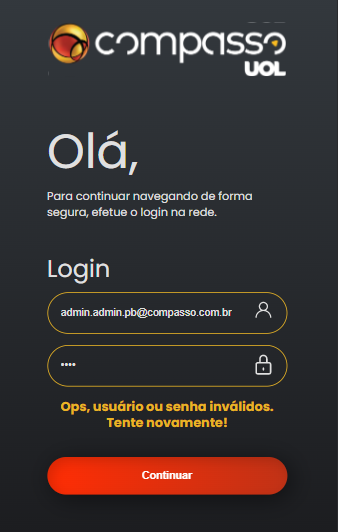 compasso
UOL
Olá,
Para continuar navegando de forma
segura, efetue o login na rede.
Login
admin.admin.pb@compasso.com.br
••••
Ops, usuário ou senha inválidos.
Tente novamente!
Continuar